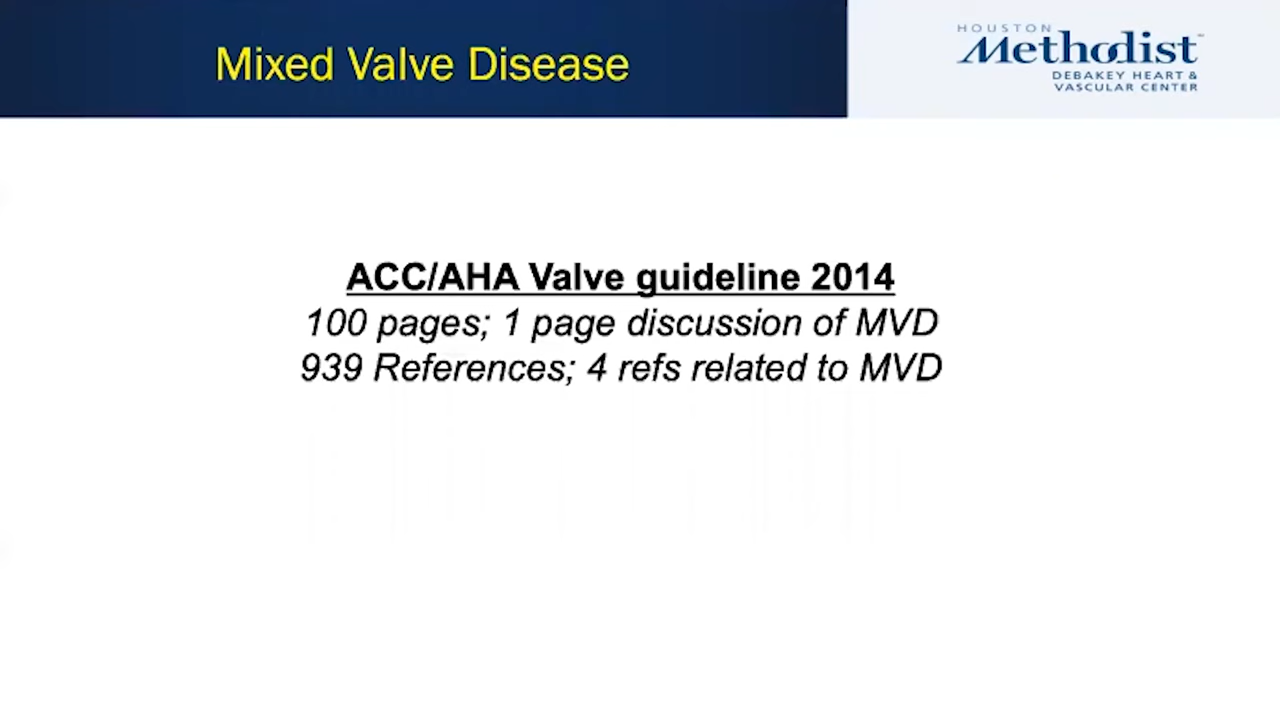 Mixed Valve Disease
HOUSTON
Methodist
DEBAKEY HEART &
VASCULAR CENTER
ACC/AHA Valve guideline 2014
100 pages; 1 page discussion of MVD
939 References; 4 refs related to MVD